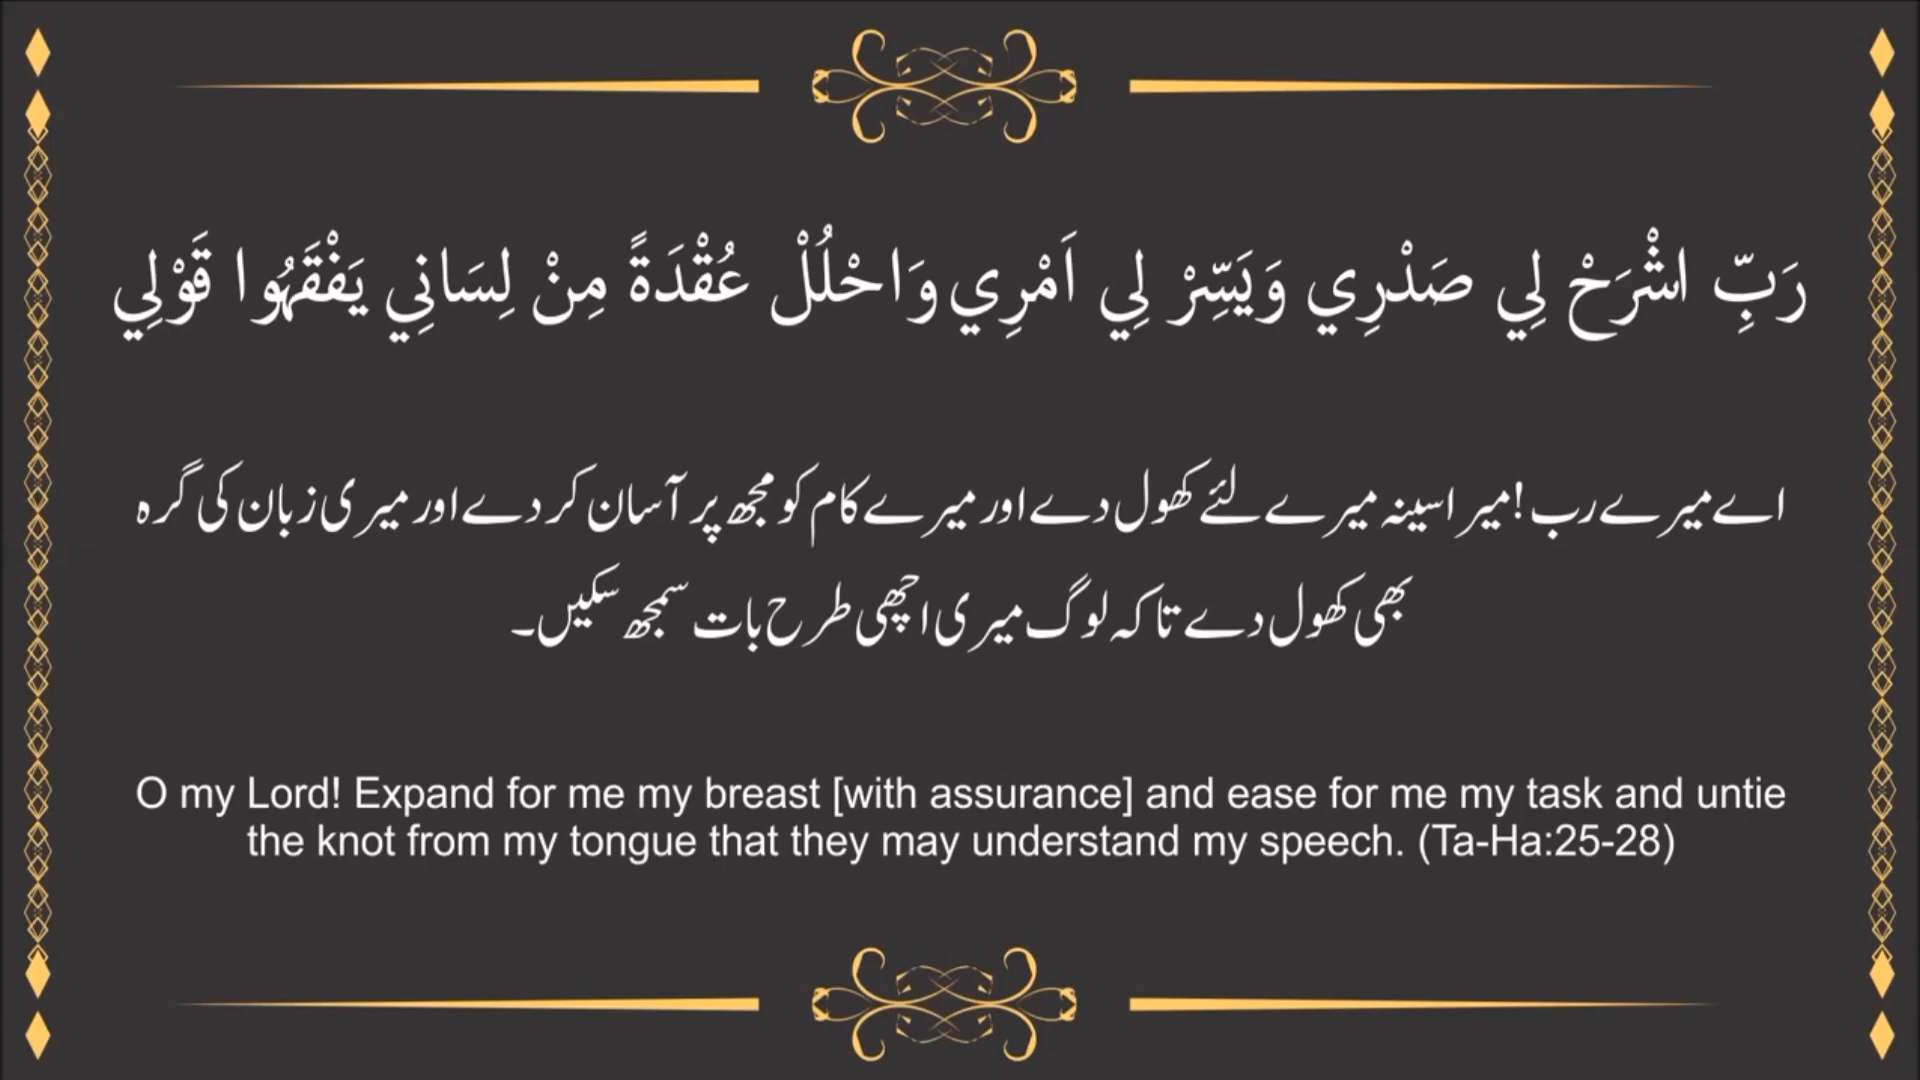 رَبِّ اشْرَحْ لِي صَدْرِي وَيَسِّرْ لِي اَمْرِي وَاحْلُلْ عُقْدَةً مِنْ لِسَانِي يَفْقَهُوا قَوْلِي
اے میرے رب! میرا سینہ میرے لئے کھول دے اور میرے کام کو مجھ پر آسان کر دے اور میری زبان کی گرہ
بھی کھول دے تاکہ لوگ میری اچھی طرح بات سمجھ سکیں۔
O my Lord! Expand for me my breast [with assurance] and ease for me my task and untie
the knot from my tongue that they may understand my speech. (Ta-Ha:25-28)